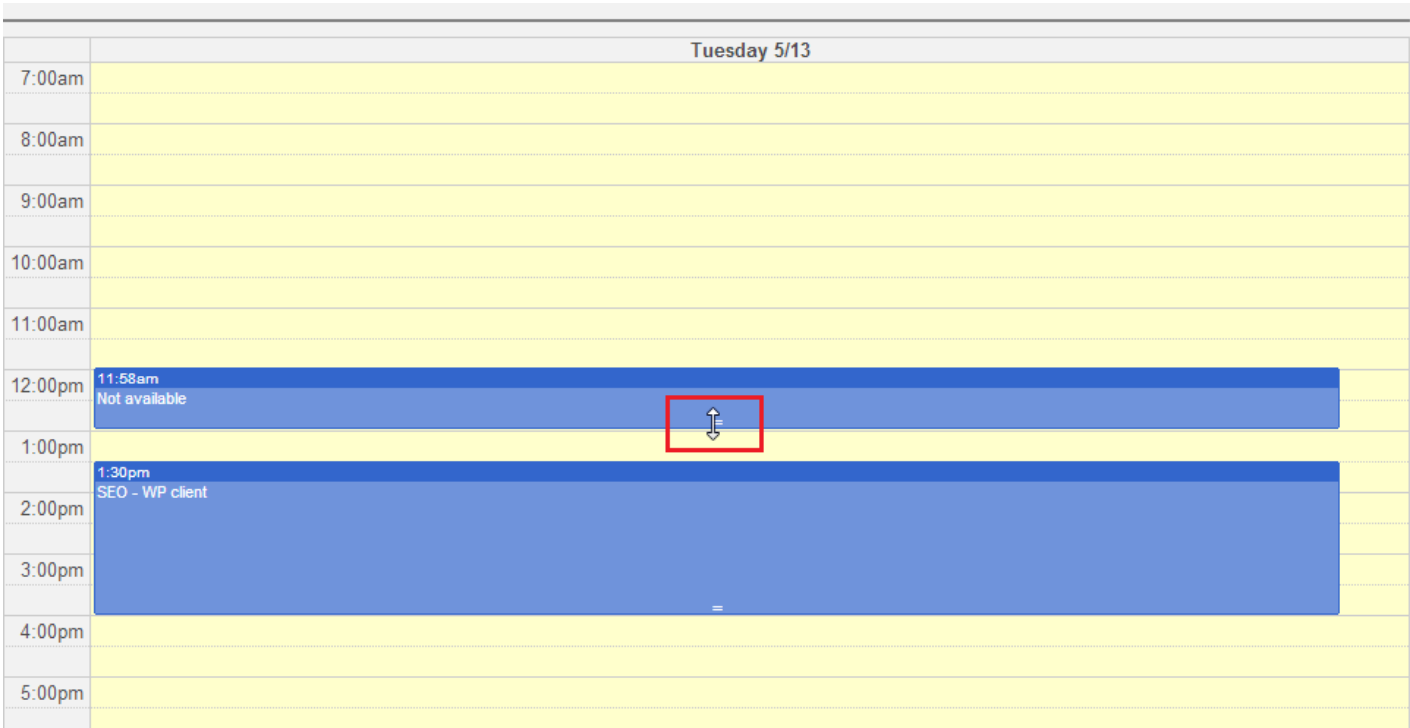 Tuesday 5/13
7:00am
8:00am
9:00am
10:00am
11:00am
12:00pm
11:58am
Not available
=
1:00pm
1:30pm
SEO - WP client
2:00pm
3:00pm
=
4:00pm
5:00pm